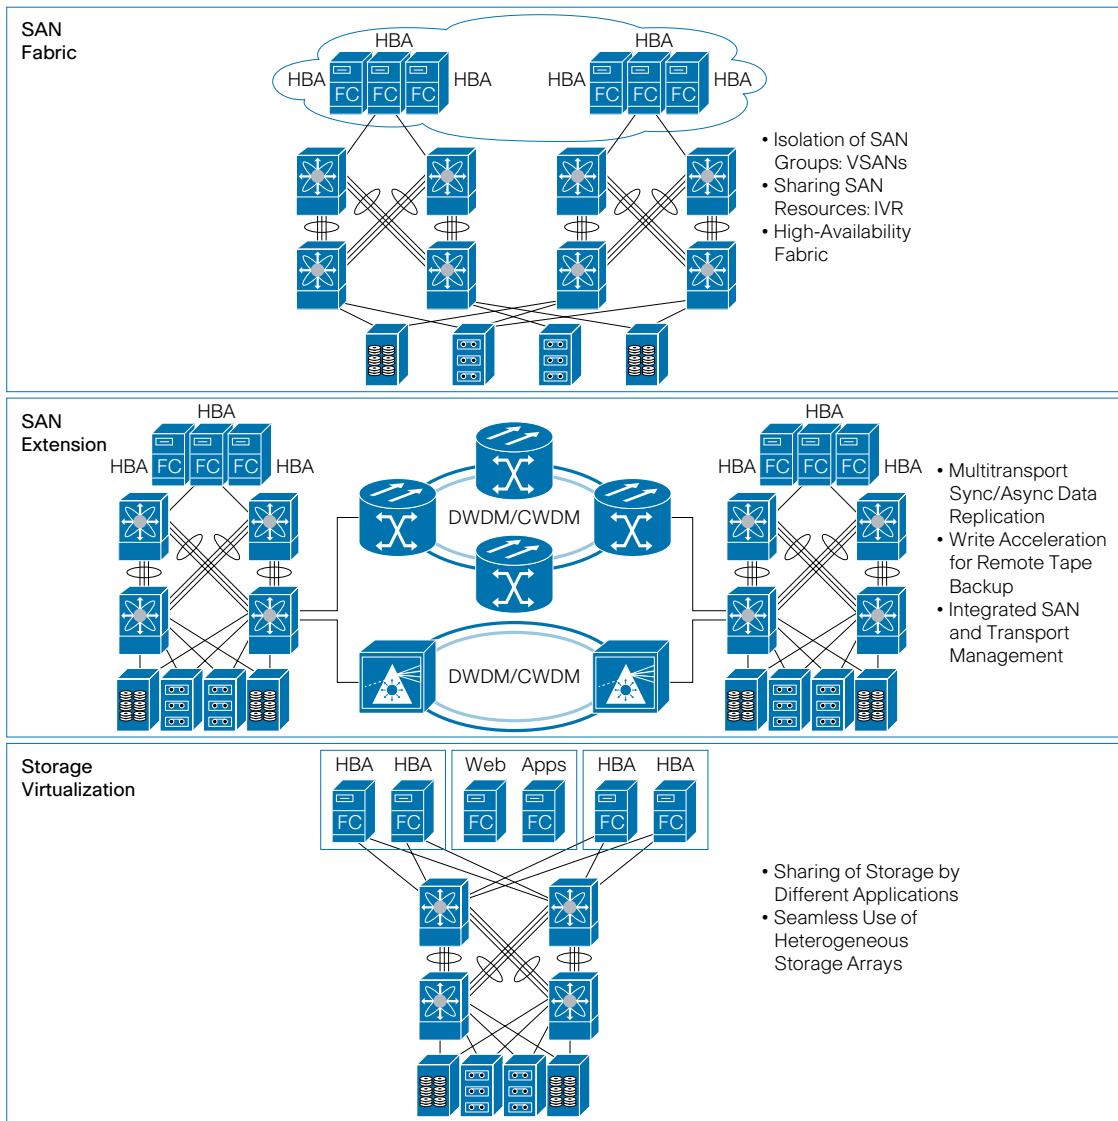 SAN
Fabric
HBA
HBA
HBA
HBA
HBA
HBA
FC
FC
FC
FC
FC
FC
• Isolation of SAN
Groups: VSANs
• Sharing SAN
Resources: IVR
• High-Availability
Fabric
SAN
Extension
HBA
HBA
HBA
FC
FC
FC
DWDM/CWDM
DWDM/CWDM
HBA
HBA
HBA
FC
FC
FC
• Multitransport
Sync/Async Data
Replication
• Write Acceleration
for Remote Tape
Backup
• Integrated SAN
and Transport
Management
Storage
Virtualization
HBA
HBA
Web
Apps
HBA
HBA
FC
FC
FC
FC
FC
FC
• Sharing of Storage by
Different Applications
• Seamless Use of
Heterogeneous
Storage Arrays